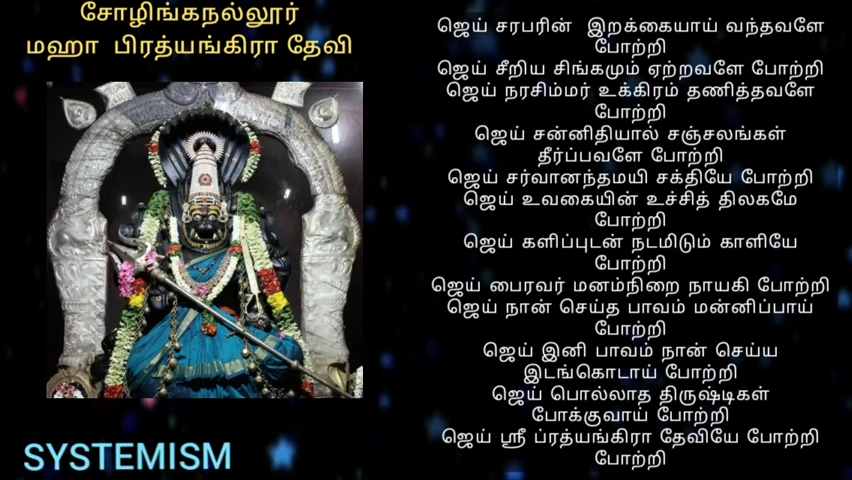 சோழிங்கநல்லூர்
மஹா பிரத்யங்கிரா தேவி
ஜெய் சரபரின் இறக்கையாய் வந்தவளே
போற்றி
ஜெய் சீறிய சிங்கமும் ஏற்றவளே போற்றி
ஜெய் நரசிம்மர் உக்கிரம் தணித்தவளே
போற்றி
ஜெய் சன்னிதியால் சஞ்சலங்கள்
தீர்ப்பவளே போற்றி
ஜெய் சர்வானந்தமயி சக்தியே போற்றி
ஜெய் உவகையின் உச்சித் திலகமே
போற்றி
ஜெய் களிப்புடன் நடமிடும் காளியே
போற்றி
ஜெய் பைரவர் மனம்நிறை நாயகி போற்றி
ஜெய் நான் செய்த பாவம் மன்னிப்பாய்
போற்றி
ஜெய் இனி பாவம் நான் செய்ய
இடங்கொடாய் போற்றி
ஜெய் பொல்லாத திருஷ்டிகள்
போக்குவாய் போற்றி
ஜெய் ஸ்ரீ ப்ரத்யங்கிரா தேவியே போற்றி
போற்றி
SYSTEMISM